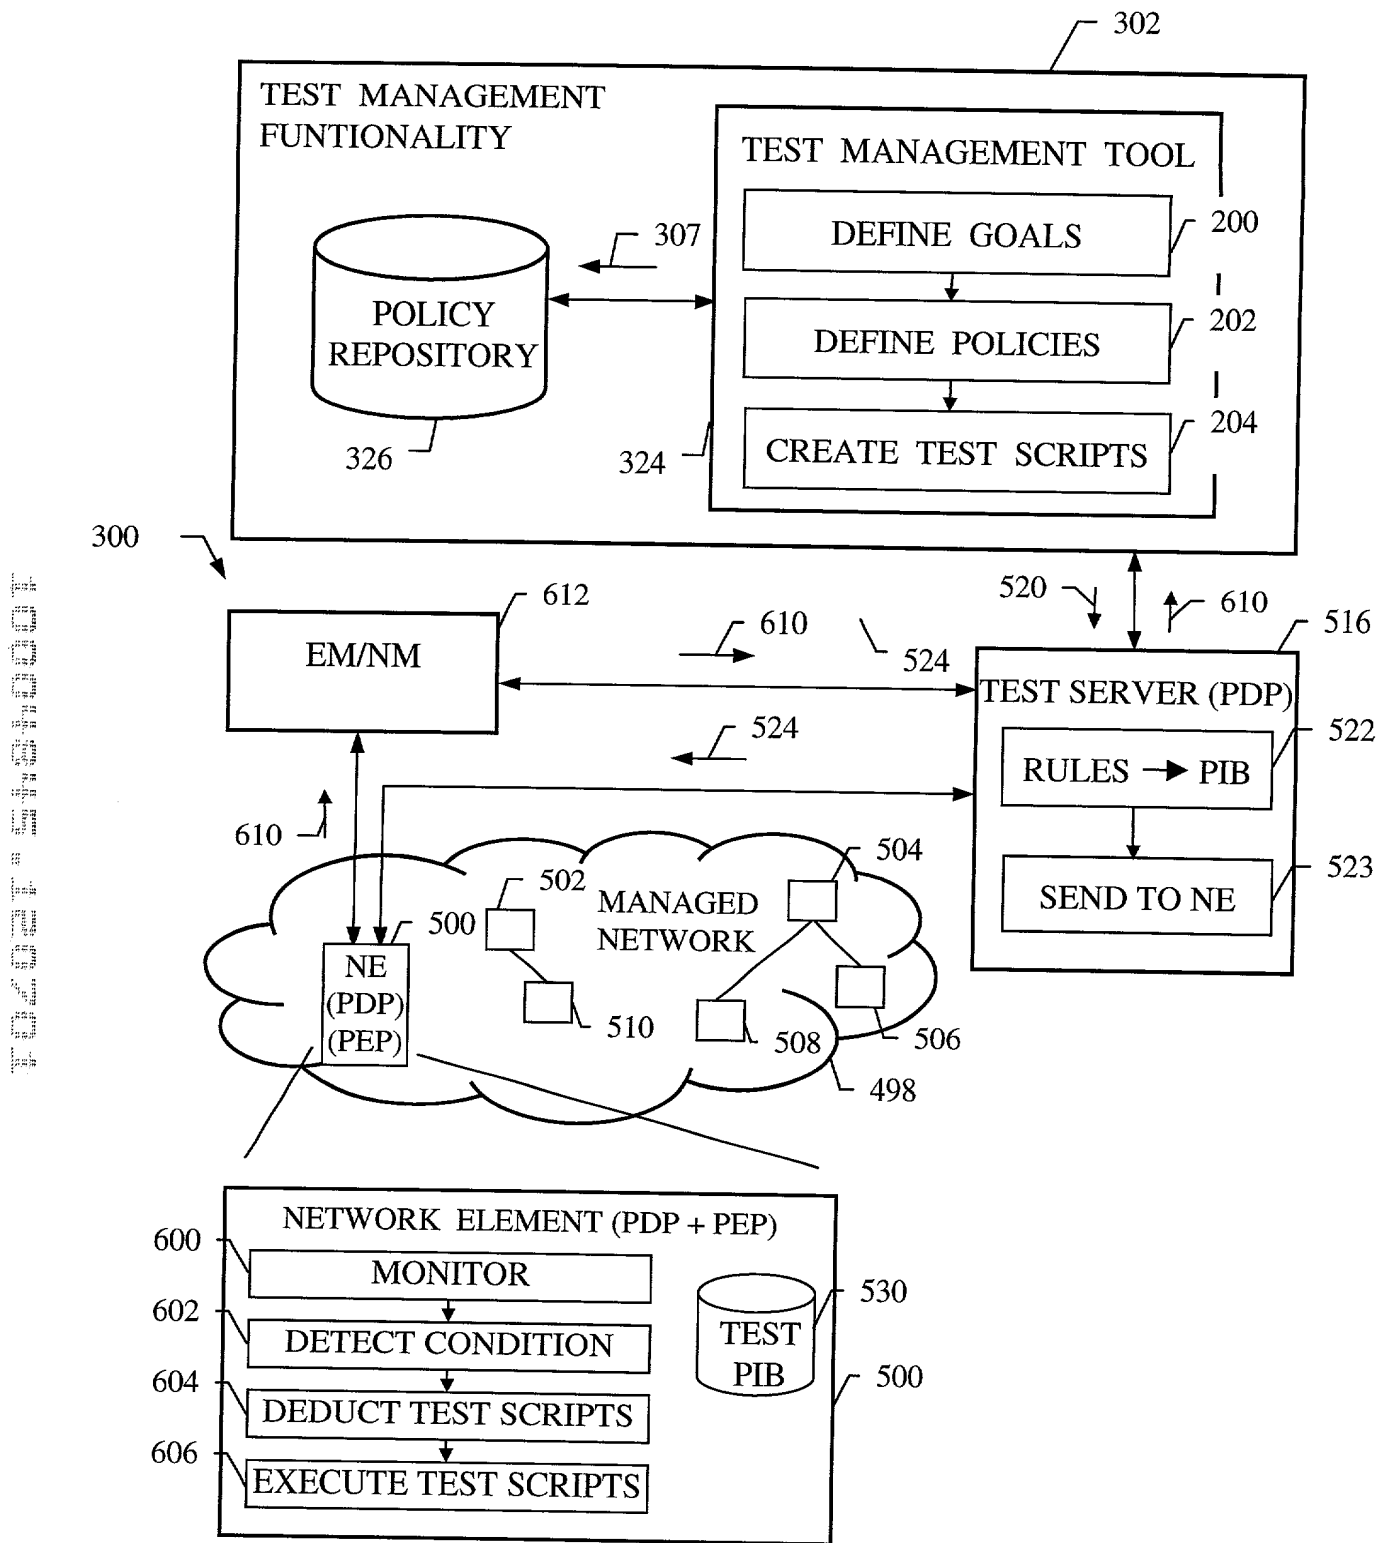 302
TEST MANAGEMENT
FUNTIONALITY
TEST MANAGEMENT TOOL
DEFINE GOALS
200
307
POLICY
REPOSITORY
DEFINE POLICIES
202
CREATE TEST SCRIPTS
204
326
324
300
612
EM/NM
610
524
520
610
516
TEST SERVER (PDP)
524
522
RULES PIB
610
523
SEND TO NE
502
504
MANAGED
NETWORK
500
NE
(PDP)
(PEP)
510
508
506
498
NETWORK ELEMENT (PDP + PEP)
600
MONITOR
530
602
DETECT CONDITION
TEST
PIB
604
DEDUCT TEST SCRIPTS
500
606
EXECUTE TEST SCRIPTS